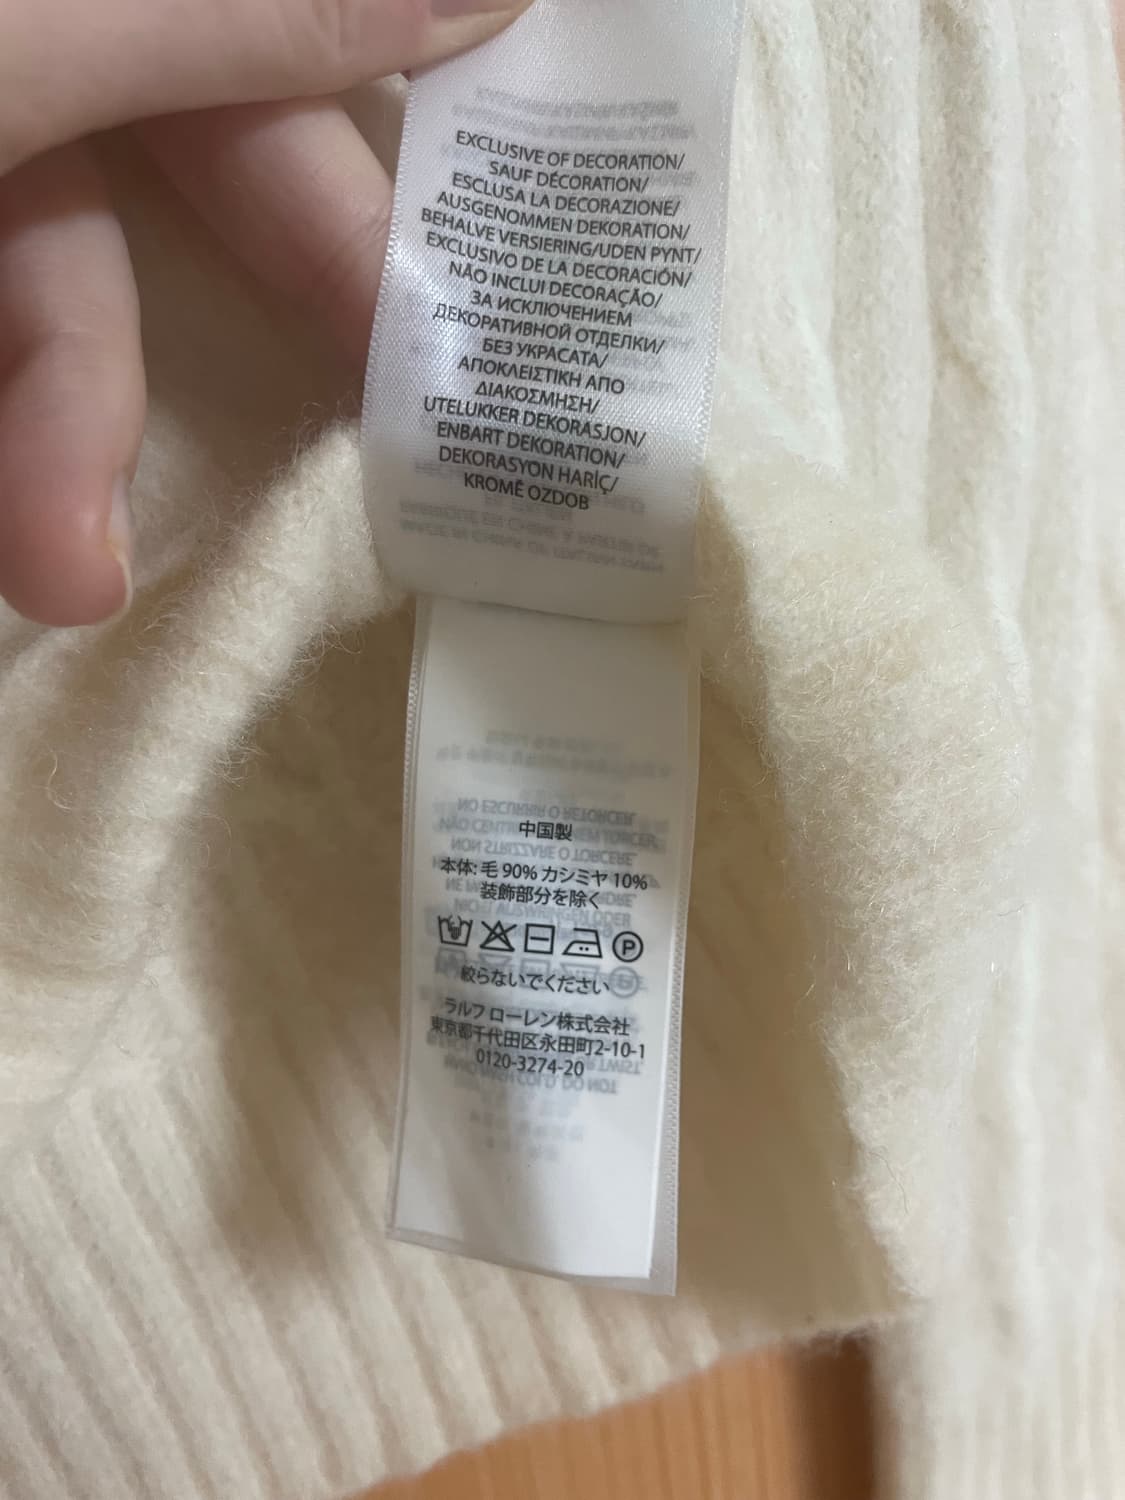 EXCLUSIVE OF DECORATION/
SAUF DÉCORATION/
ESCLUSA LA DECORAZIONE/
AUSGENOMMEN DEKORATION/
BEHALVE VERSIERING/UDEN PYNT/
EXCLUSIVO DE LA DECORACIÓN/
NÃO INCLUI DECORAÇÃO/
ЗА ИСКЛЮЧЕНИЕМ
ДЕКОРАТИВНОЙ ОТДЕЛКИ/
БЕЗ УКРАСАТА/
ΑΠΟΚΛΕΙΣΤΙΚΗ ΑΠΟ
ΔΙΑΚΟΣΜΗΣΗ/
UTELUKKER DEKORASJON/
ENBART DEKORATION/
DEKORASYON HARİÇ/
KROMĚ OZDOB
中国製
本体: 毛 90% カシミヤ 10%
装飾部分を除く
P
絞らないでください
ラルフ ローレン株式会社
東京都千代田区永田町2-10-1
0120-3274-20